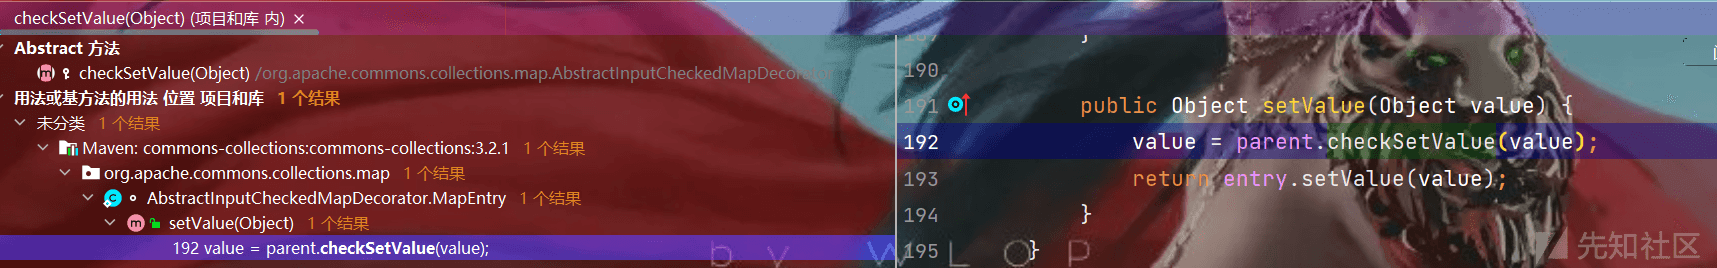 checkSetValue(Object) (项目和库 内) ×
Abstract 方法
checkSetValue(Object) /org.apache.commons.collections.map.AbstractInputCheckedMapDecorator
用法或基方法的用法 位置 项目和库 1 个结果
未分类 1 个结果
Maven: commons-collections:commons-collections:3.2.1 1 个结果
org.apache.commons.collections.map 1 个结果
AbstractInputCheckedMapDecorator.MapEntry 1 个结果
setValue(Object) 1 个结果
192 value = parent.checkSetValue(value);
}
190
191 public Object setValue(Object value) {
192 value = parent.checkSetValue(value);
193 return entry.setValue(value);
194 }
195 }
by WLOP
先知社区